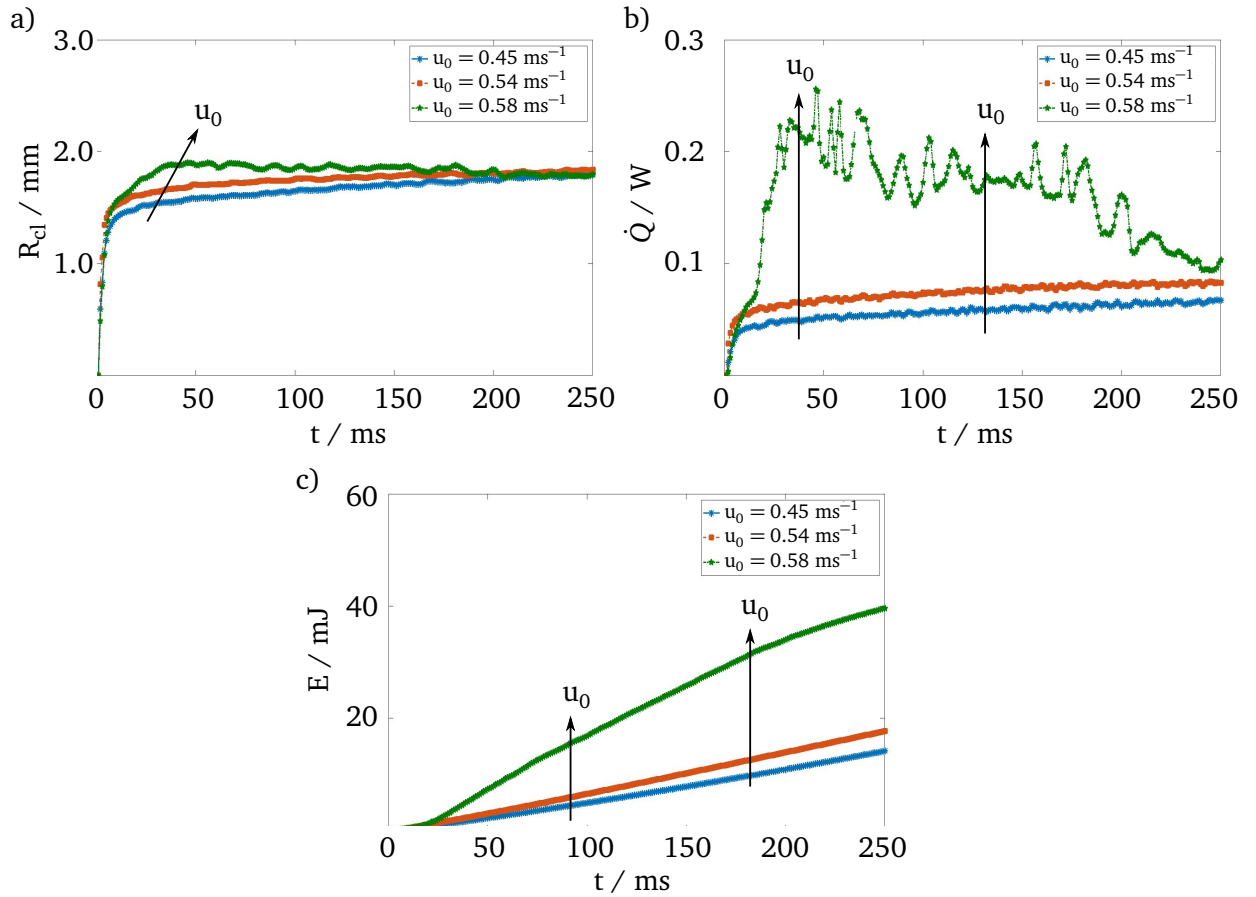 a)
3.0
2.0
1.0
R_cl / mm
u₀ = 0.45 ms⁻¹
u₀ = 0.54 ms⁻¹
u₀ = 0.58 ms⁻¹
u₀
0 50 100 150 200 250
t / ms
b)
0.3
0.2
0.1
Q̇ / W
u₀ = 0.45 ms⁻¹
u₀ = 0.54 ms⁻¹
u₀ = 0.58 ms⁻¹
u₀
u₀
0 50 100 150 200 250
t / ms
c)
60
40
20
E / mJ
u₀ = 0.45 ms⁻¹
u₀ = 0.54 ms⁻¹
u₀ = 0.58 ms⁻¹
u₀
u₀
0 50 100 150 200 250
t / ms